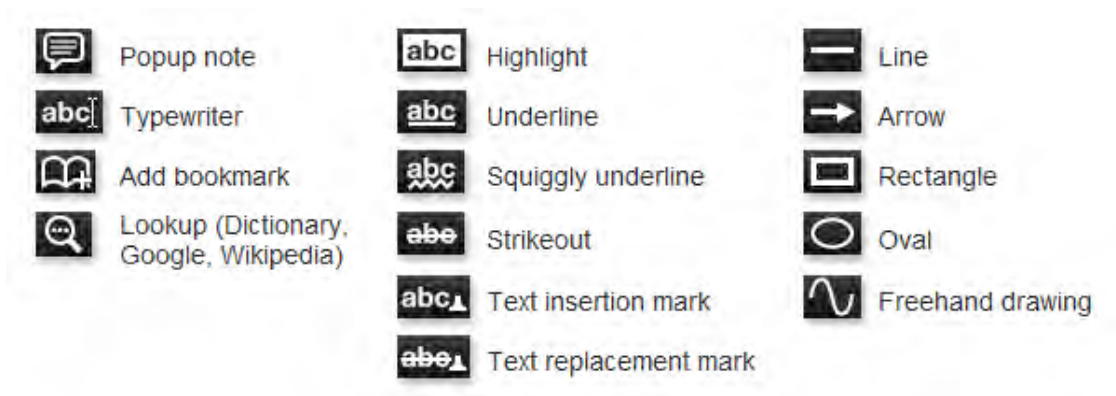 Popup note
abc Typewriter
Add bookmark
Lookup (Dictionary,
Google, Wikipedia)
abc Highlight
abc Underline
abc Squiggly underline
abc Strikeout
abc Text insertion mark
abc Text replacement mark
Line
Arrow
Rectangle
Oval
Freehand drawing